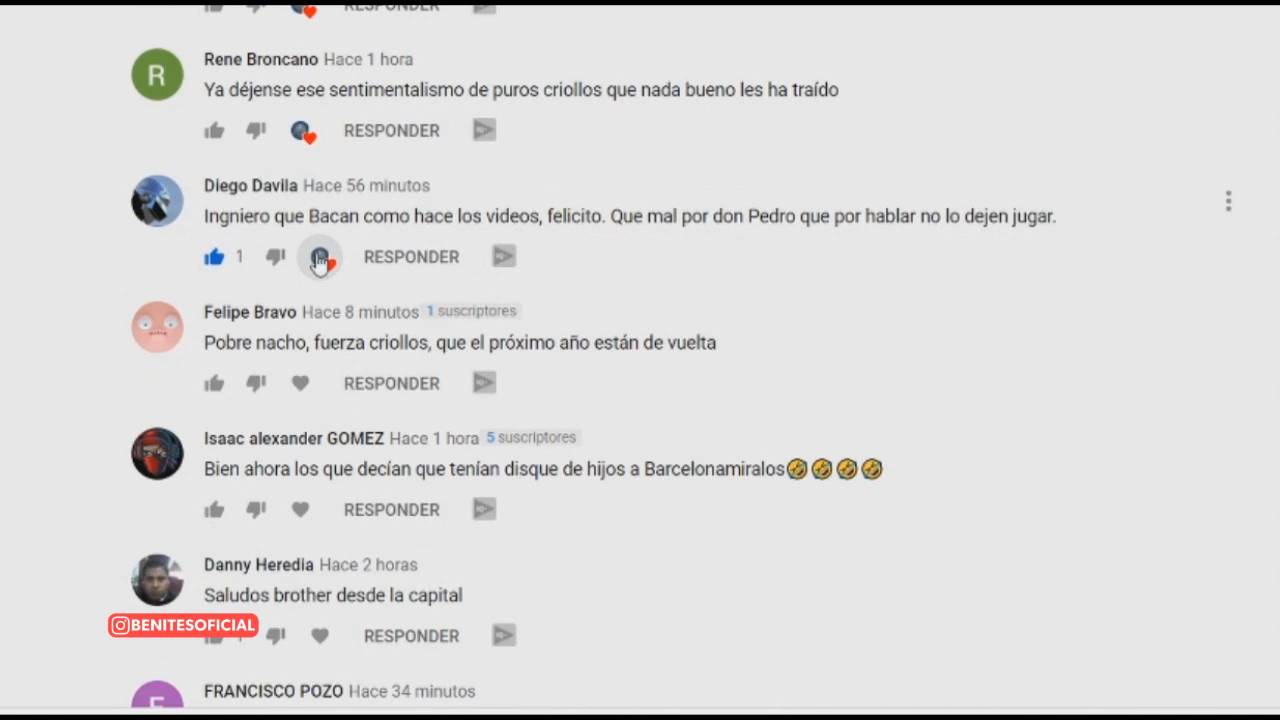 RESPONDER
Rene Broncano Hace 1 hora
Ya déjense ese sentimentalismo de puros criollos que nada bueno les ha traído
RESPONDER
Diego Davila Hace 56 minutos
Ingniero que Bacan como hace los videos, felicito. Que mal por don Pedro que por hablar no lo dejen jugar.
1 RESPONDER
Felipe Bravo Hace 8 minutos 1 suscriptores
Pobre nacho, fuerza criollos, que el próximo año están de vuelta
RESPONDER
Isaac alexander GOMEZ Hace 1 hora 5 suscriptores
Bien ahora los que decían que tenían disque de hijos a Barcelonamiralos🤣🤣🤣🤣
RESPONDER
Danny Heredia Hace 2 horas
Saludos brother desde la capital
BENITESOFICIAL
RESPONDER
FRANCISCO POZO Hace 34 minutos